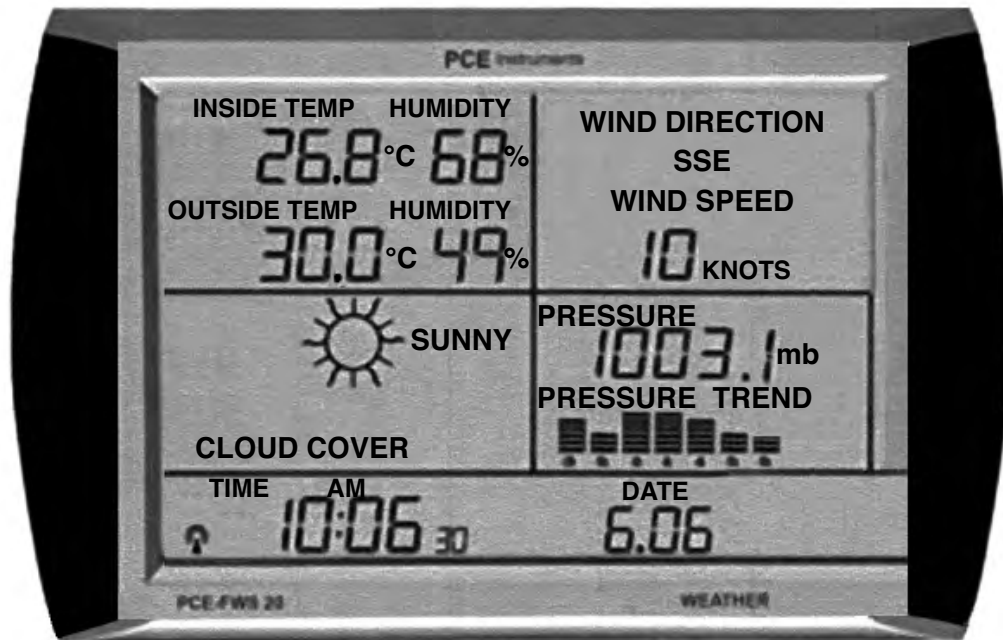 PCE Instruments
INSIDE TEMP HUMIDITY
26.8 °C 68%
OUTSIDE TEMP HUMIDITY
30.0 °C 49%
WIND DIRECTION
SSE
WIND SPEED
10 KNOTS
SUNNY
CLOUD COVER
PRESSURE
1003.1 mb
PRESSURE TREND
TIME AM
10:06 30
DATE
6.06
PCE-FWS 20
WEATHER